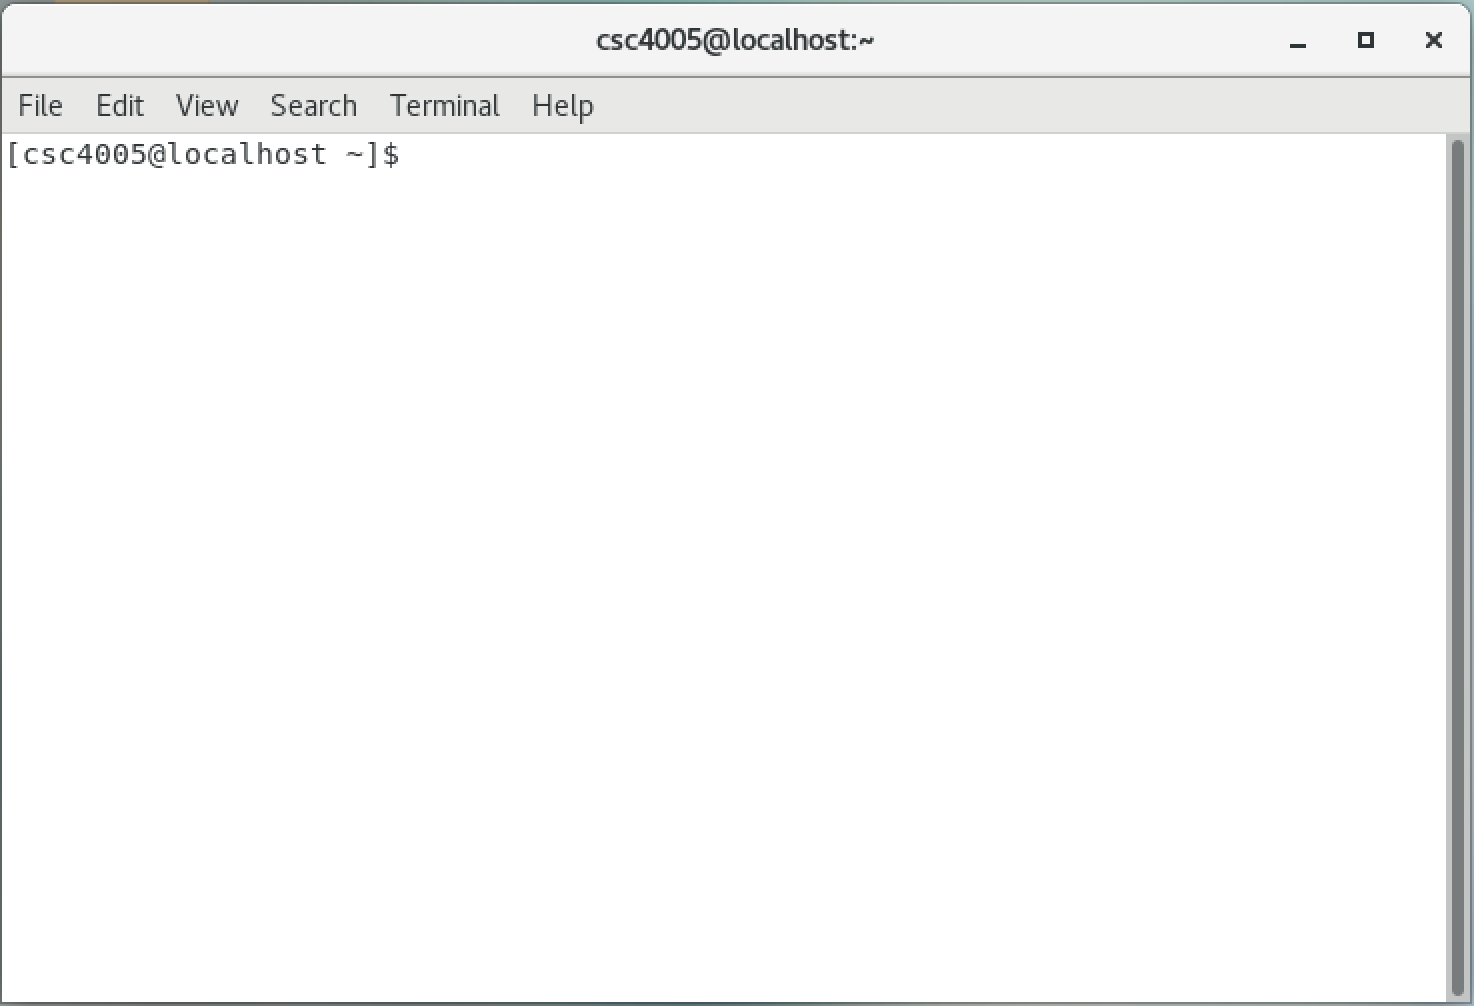 csc4005@localhost:~
File Edit View Search Terminal Help
[csc4005@localhost ~]$